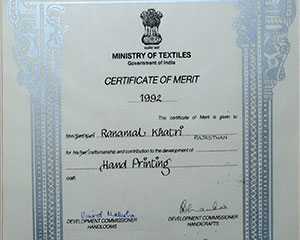 MINISTRY OF TEXTILES
Government of India
CERTIFICATE OF MERIT
1992
This certificate of Merit is given to
Ranamal Khatri RAJASTHAN
for his/her craftsmanship and contribution to the development of
Hand Printing
craft.
DEVELOPMENT COMMISSIONER DEVELOPMENT COMMISSIONER
HANDLOOMS HANDICRAFTS